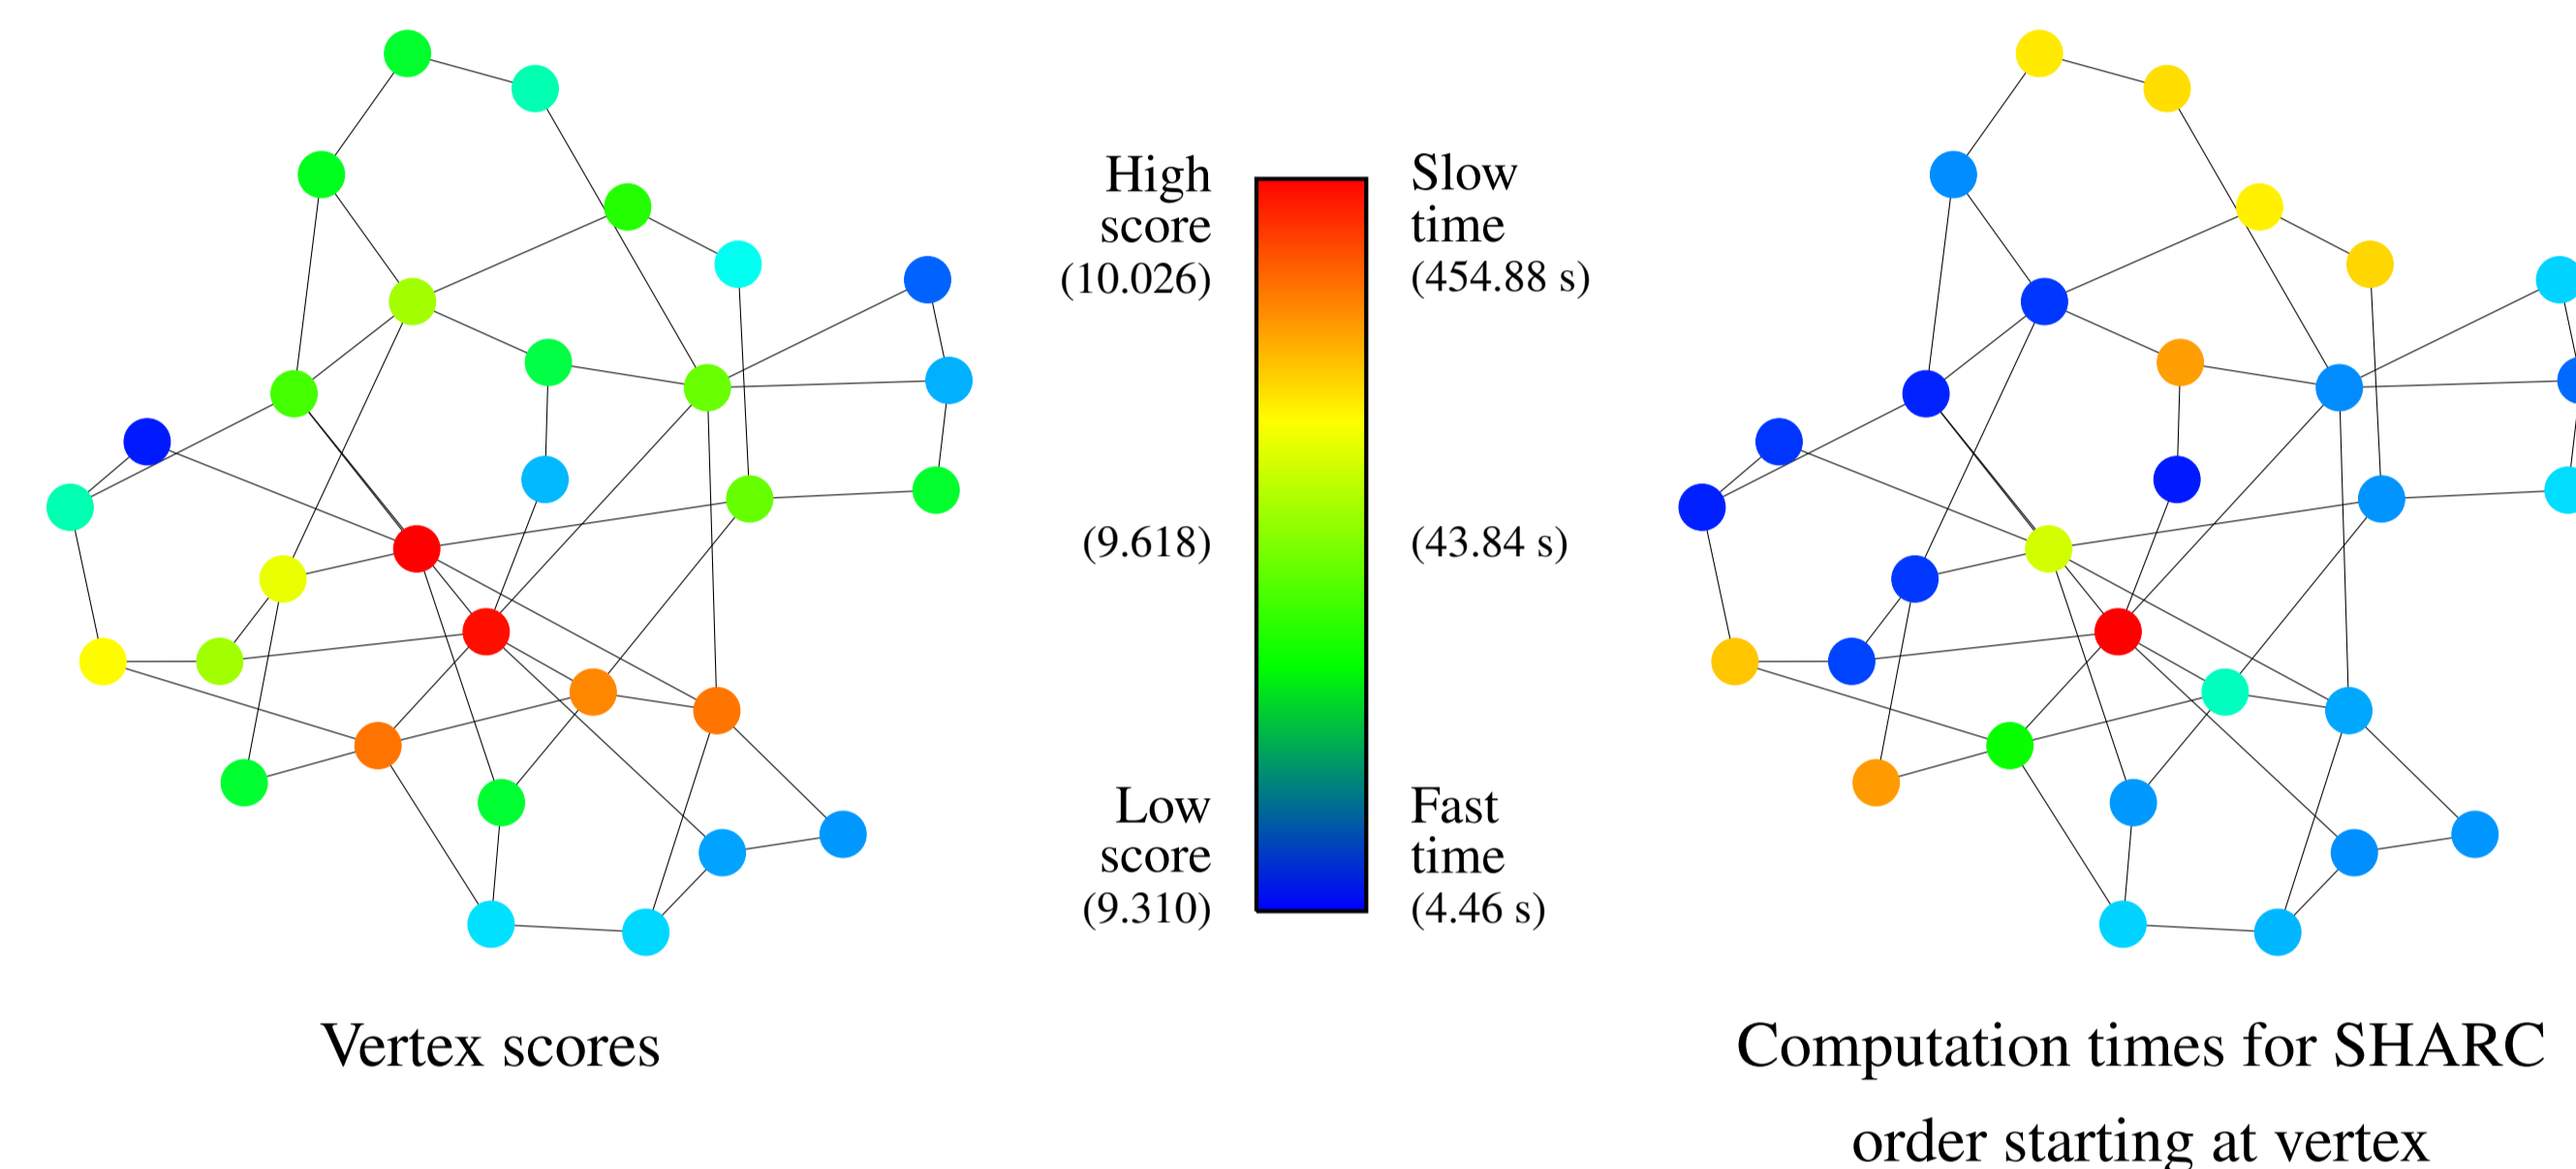 High
score
(10.026)
Slow
time
(454.88 s)
(9.618)
(43.84 s)
Low
score
(9.310)
Fast
time
(4.46 s)
Vertex scores
Computation times for SHARC
order starting at vertex